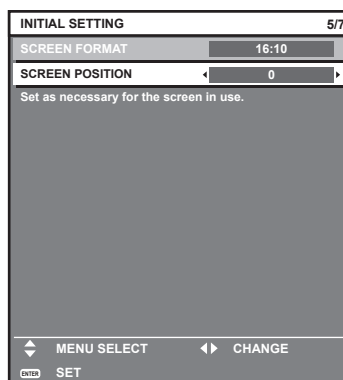 INITIAL SETTING 5/7
SCREEN FORMAT 16:10
SCREEN POSITION 0
Set as necessary for the screen in use.
MENU SELECT CHANGE
ENTER SET